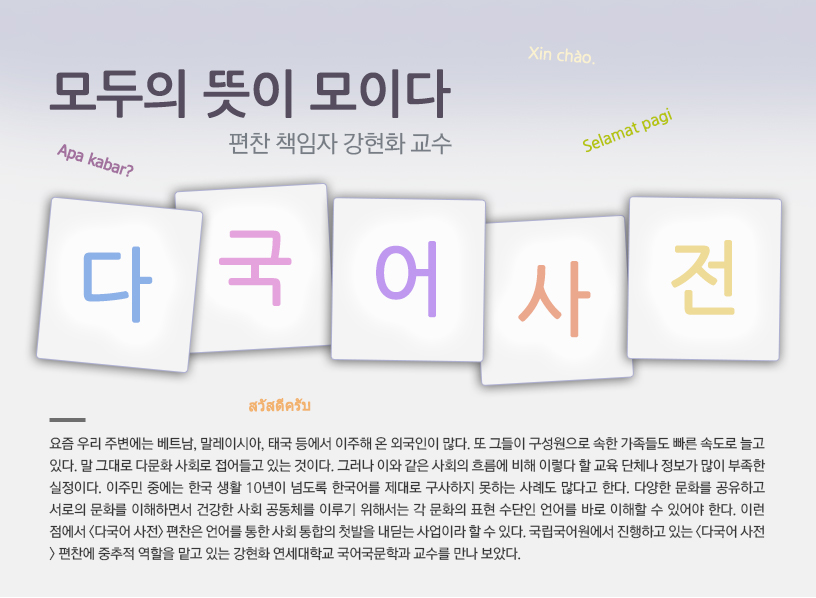 Xin chào.
모두의 뜻이 모이다
Selamat pagi
편찬 책임자 강현화 교수
Apa kabar?
다국어사전
สวัสดีครับ
요즘 우리 주변에는 베트남, 말레이시아, 태국 등에서 이주해 온 외국인이 많다. 또 그들이 구성원으로 속한 가족들도 빠른 속도로 늘고
있다. 말 그대로 다문화 사회로 접어들고 있는 것이다. 그러나 이와 같은 사회의 흐름에 비해 이렇다 할 교육 단체나 정보가 많이 부족한
실정이다. 이주민 중에는 한국 생활 10년이 넘도록 한국어를 제대로 구사하지 못하는 사례도 많다고 한다. 다양한 문화를 공유하고
서로의 문화를 이해하면서 건강한 사회 공동체를 이루기 위해서는 각 문화의 표현 수단인 언어를 바로 이해할 수 있어야 한다. 이런
점에서 〈다국어 사전〉 편찬은 언어를 통한 사회 통합의 첫발을 내딛는 사업이라 할 수 있다. 국립국어원에서 진행하고 있는 〈다국어 사전
〉 편찬에 중추적 역할을 맡고 있는 강현화 연세대학교 국어국문학과 교수를 만나 보았다.